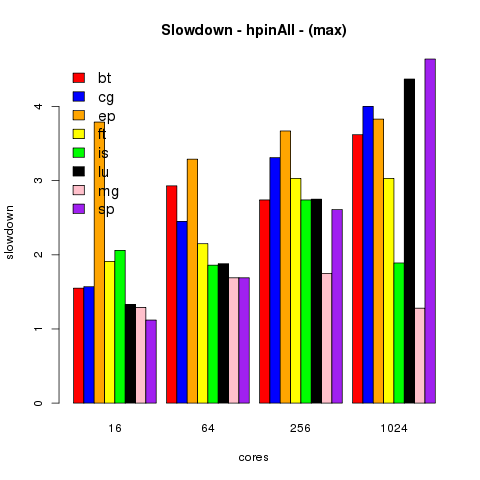 Slowdown - hpinAll - (max)
bt
cg
ep
ft
is
lu
mg
sp
slowdown
4
3
2
1
0
16 64 256 1024
cores